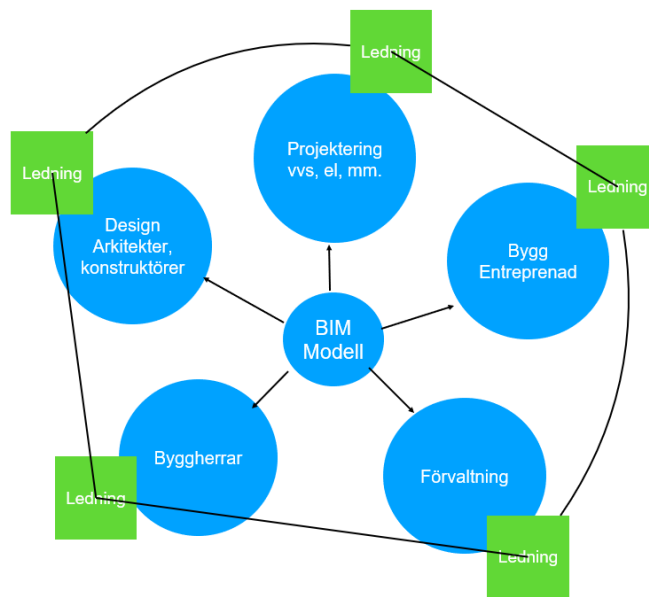 Ledning
Projektering
vvs, el, mm.
Ledning
Ledning
Design
Arkitekter,
konstruktörer
Bygg
Entreprenad
BIM
Modell
Byggherrar
Förvaltning
Ledning
Ledning